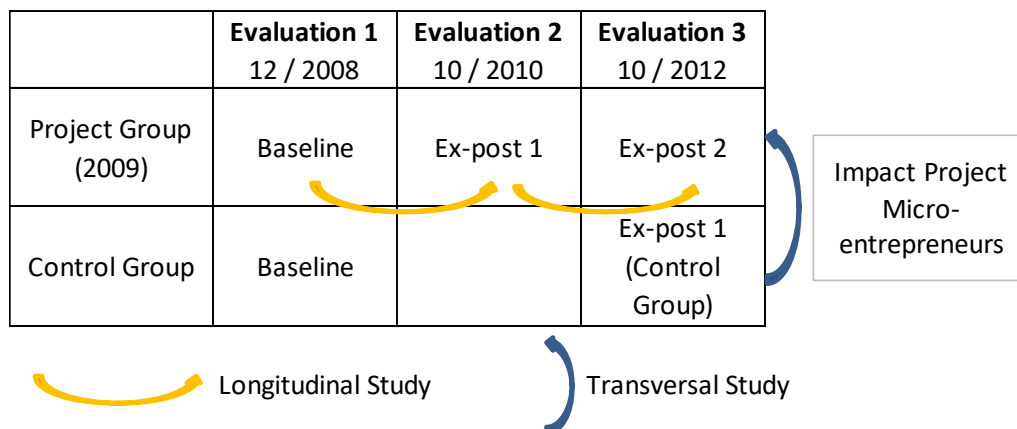 Evaluation 1 Evaluation 2 Evaluation 3
12 / 2008 10 / 2010 10 / 2012
Project Group
(2009)
Baseline Ex-post 1 Ex-post 2
Impact Project
Micro-
entrepreneurs
Control Group Baseline
Ex-post 1
(Control
Group)
Longitudinal Study Transversal Study